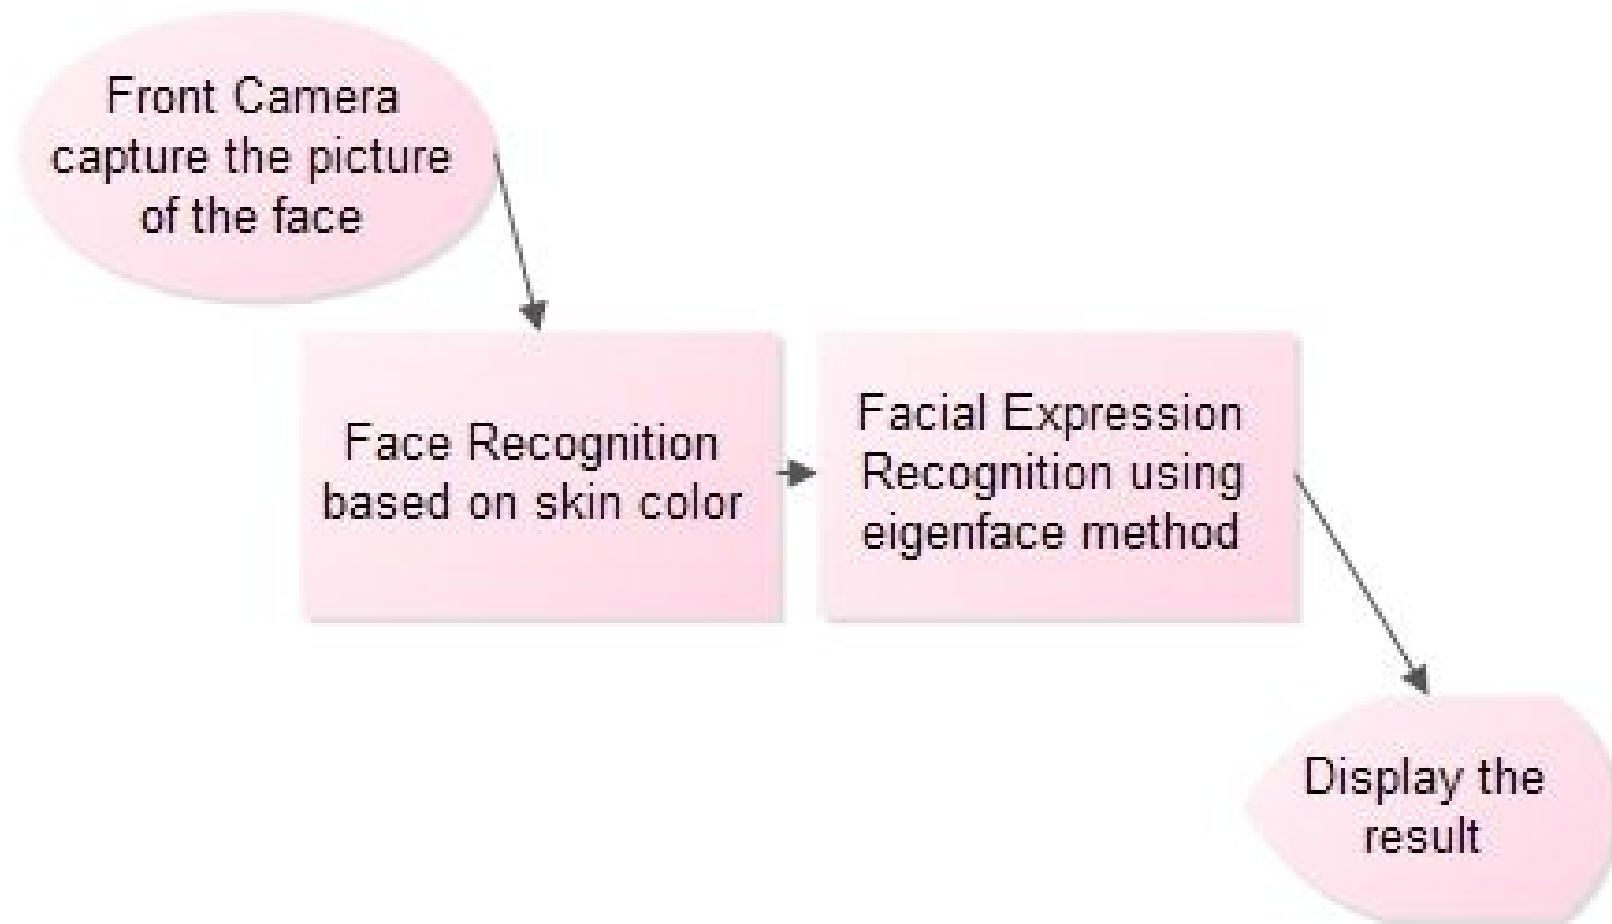 Front Camera
capture the picture
of the face
Face Recognition
based on skin color
Facial Expression
Recognition using
eigenface method
Display the
result